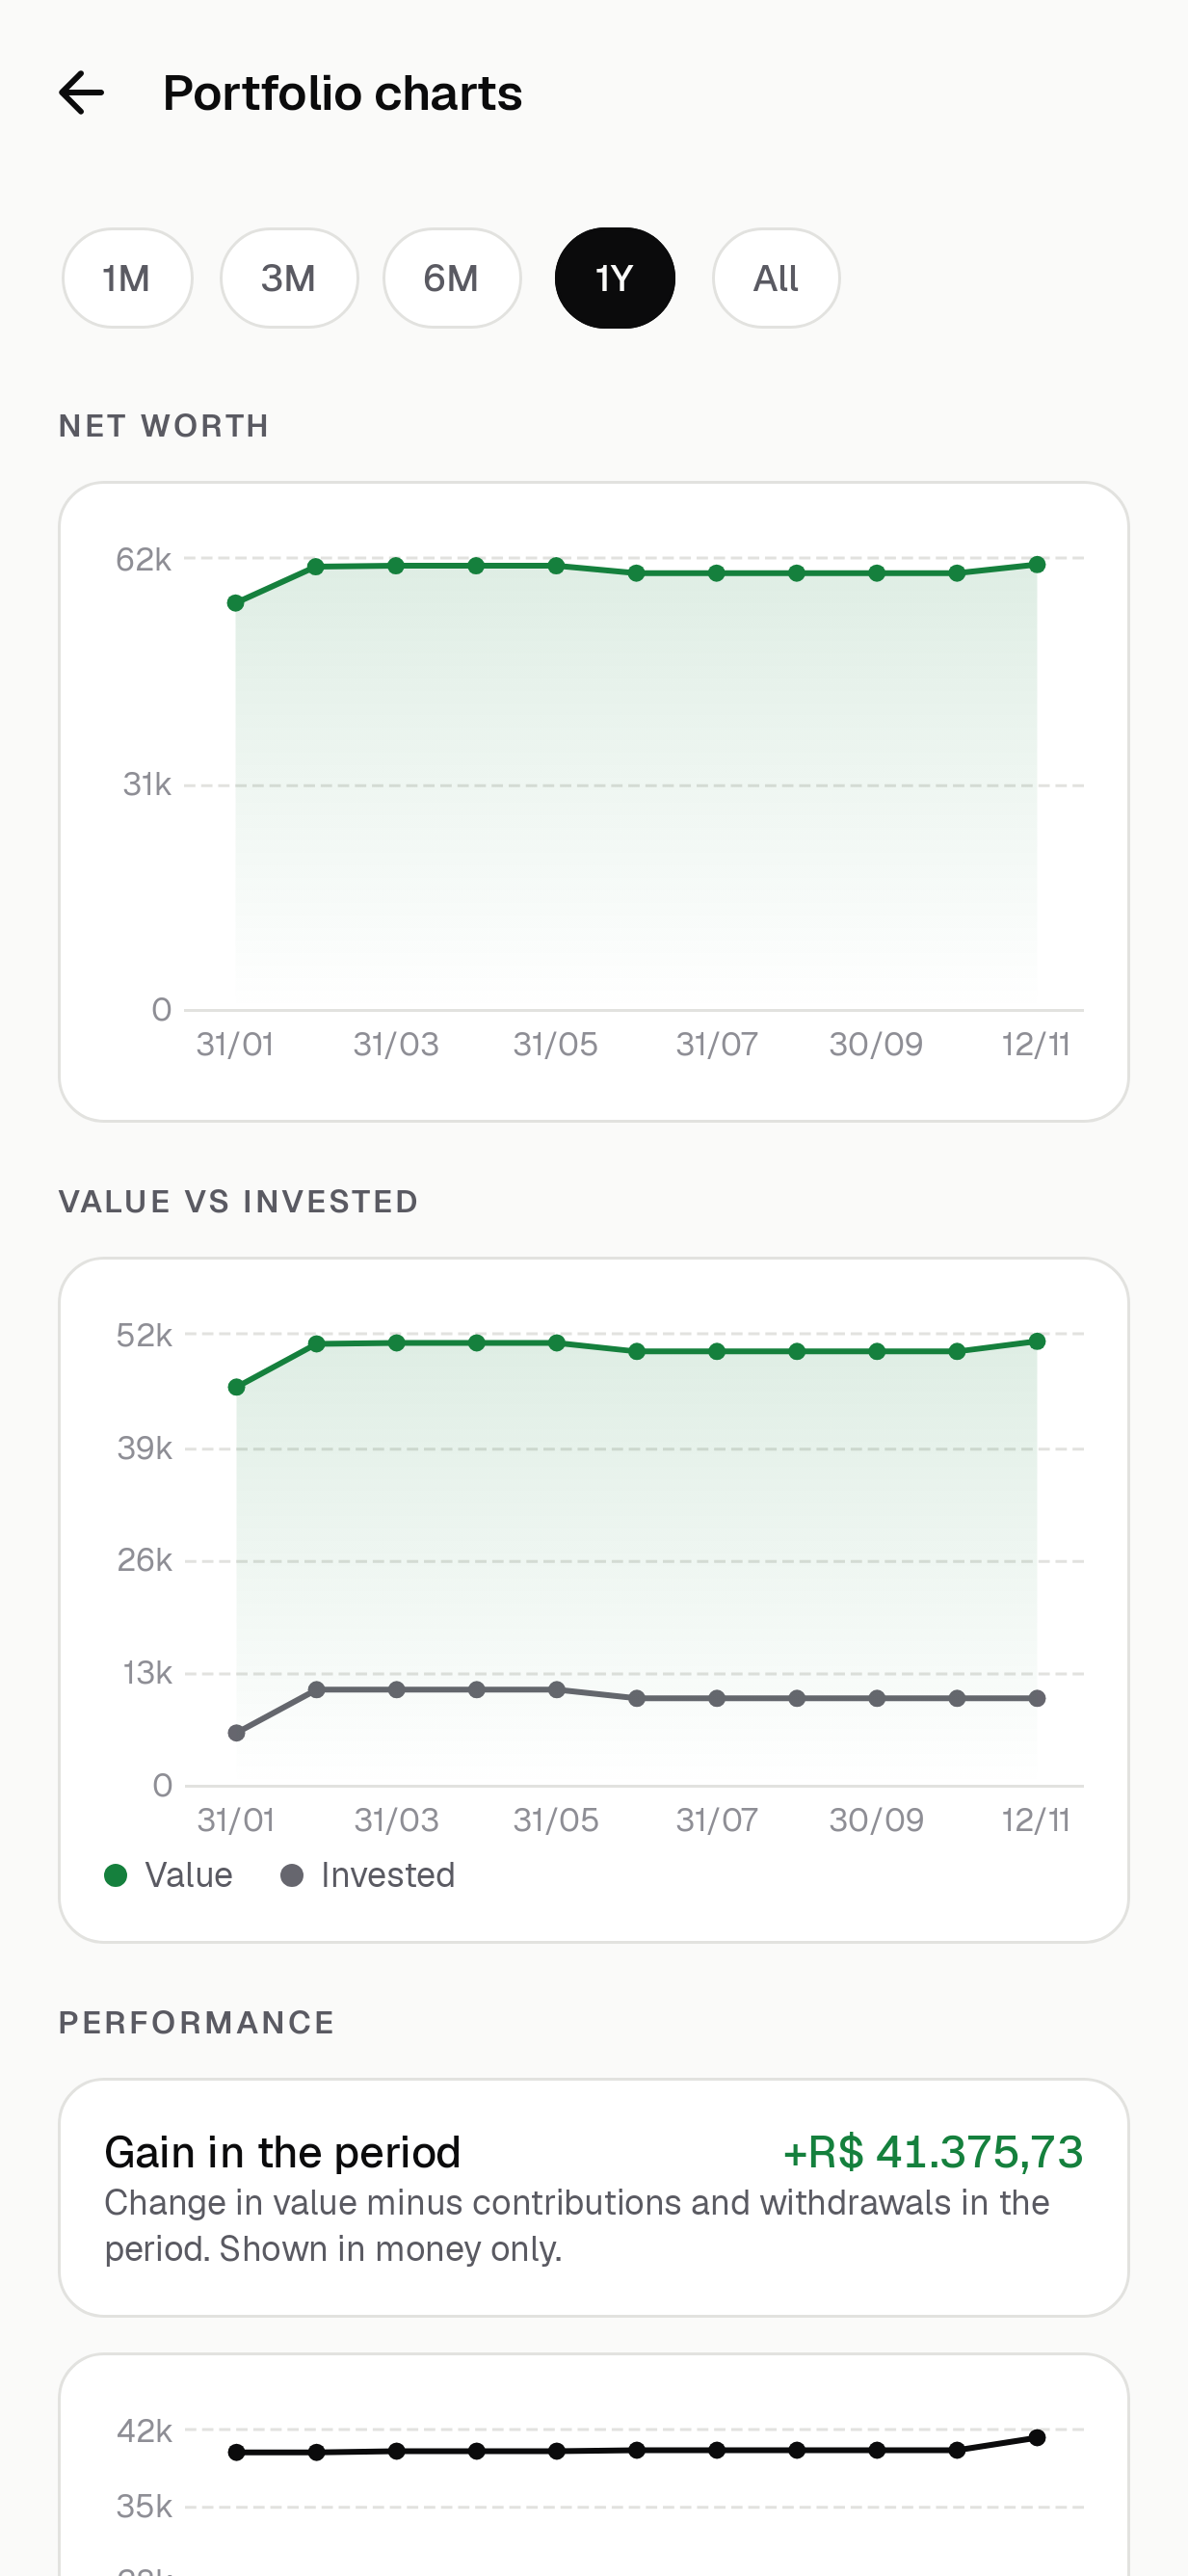 Portfolio charts
1M 3M 6M 1Y All
NET WORTH
62k
31k
0
31/01 31/03 31/05 31/07 30/09 12/11
VALUE VS INVESTED
52k
39k
26k
13k
0
31/01 31/03 31/05 31/07 30/09 12/11
Value Invested
PERFORMANCE
Gain in the period +R$ 41.375,73
Change in value minus contributions and withdrawals in the
period. Shown in money only.
42k
35k